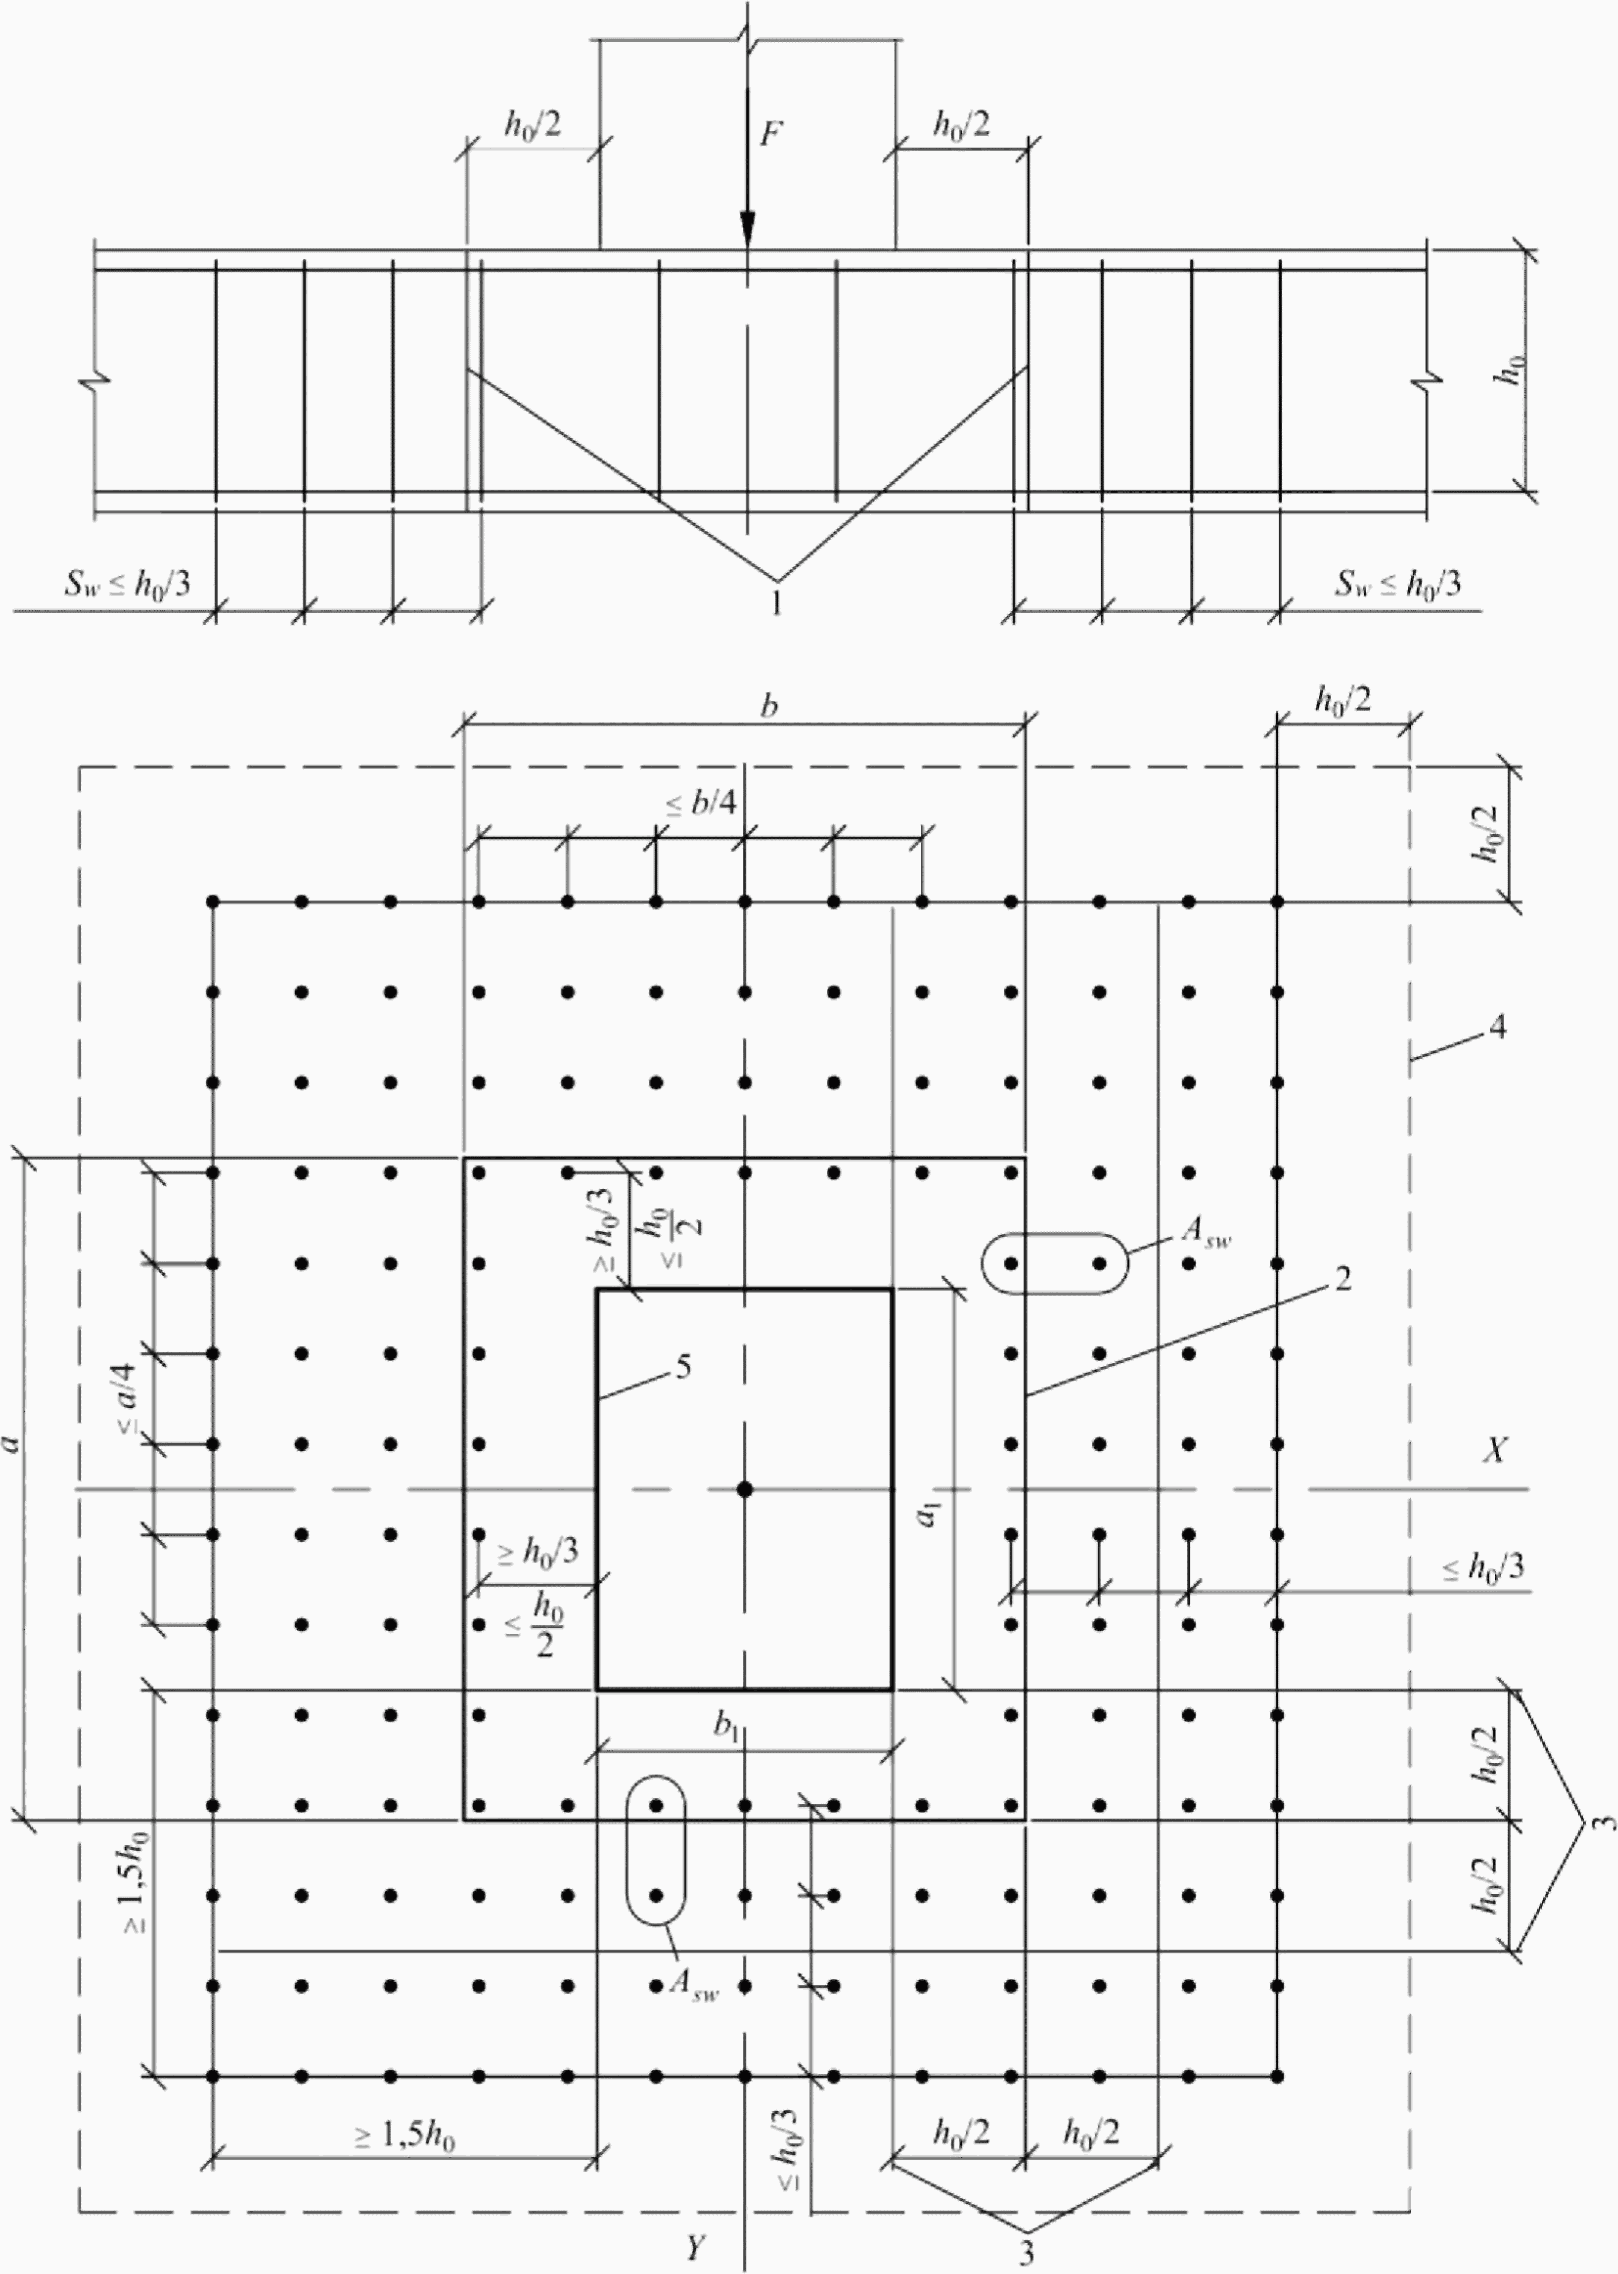 h₀/2
F
h₀/2
h₀
Sw ≤ h₀/3
1
Sw ≤ h₀/3
b
h₀/2
≤ b/4
h₀/2
4
≥ h₀/3
≤ h₀/2
Asw
2
5
≤ a/4
a
X
a₁
≥ h₀/3
≤ h₀/2
≤ h₀/3
b₁
h₀/2
3
≥ 1,5h₀
h₀/2
Asw
≥ 1,5h₀
≤ h₀/3
h₀/2
h₀/2
Y
3